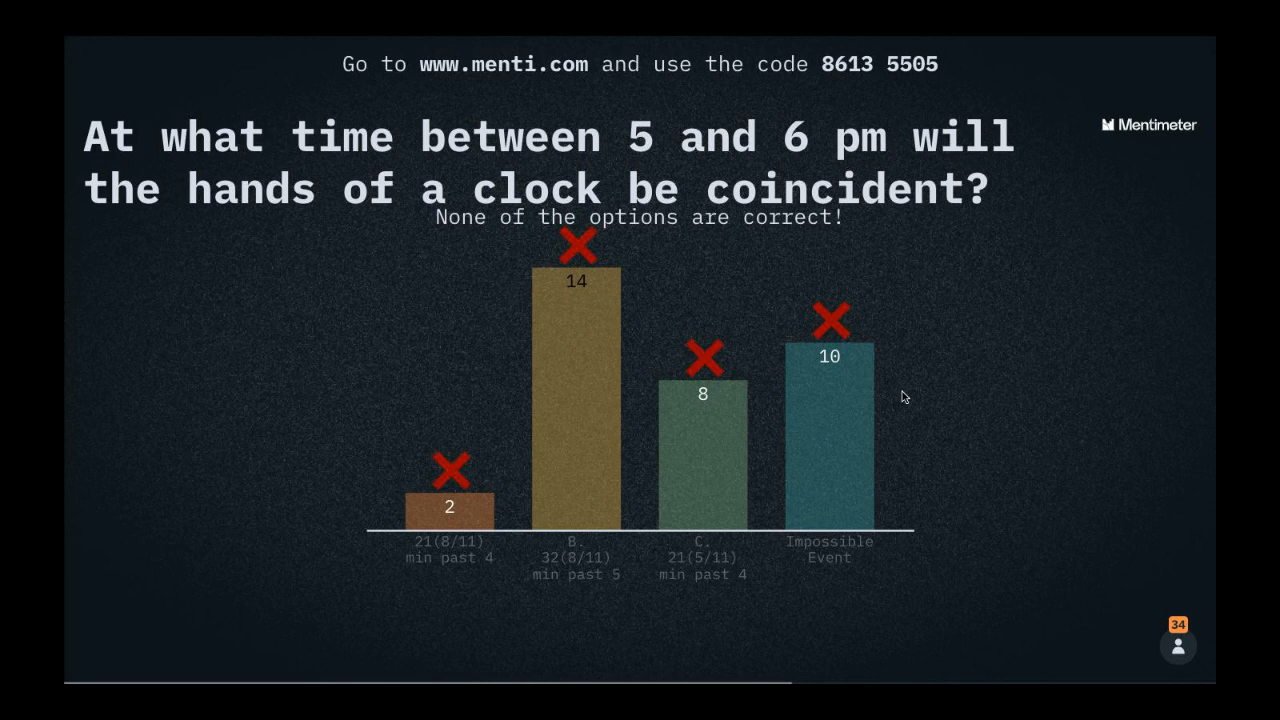 Go to www.menti.com and use the code 8613 5505
At what time between 5 and 6 pm will
the hands of a clock be coincident?
Mentimeter
None of the options are correct!
14
10
8
2
21(8/11)
min past 4
B.
32(8/11)
min past 5
C.
21(5/11)
min past 4
Impossible
Event
34